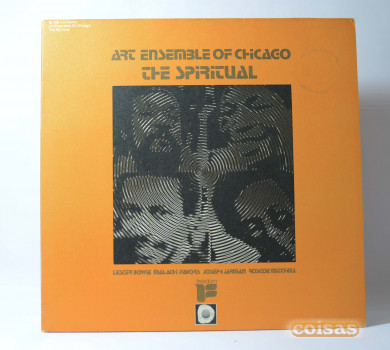 ART ENSEMBLE OF CHICAGO
THE SPIRITUAL
LESTER BOWIE MALACHI FAVORS JOSEPH JARMAN ROSCOE MITCHELL
coisas